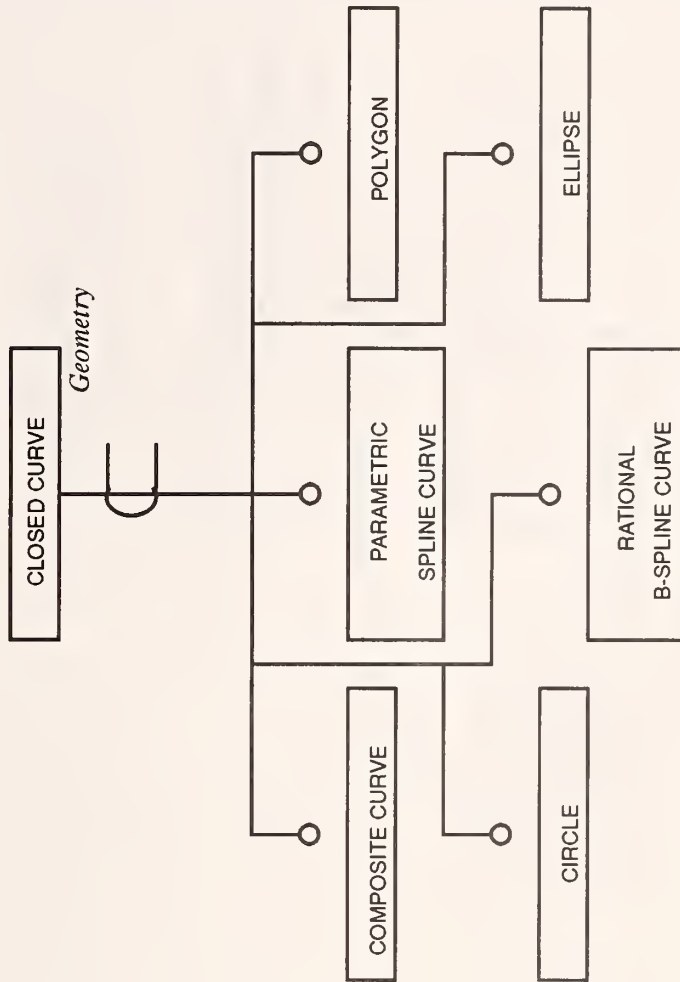 CLOSED CURVE
Geometry
COMPOSITE CURVE
PARAMETRIC
SPLINE CURVE
POLYGON
CIRCLE
RATIONAL
B-SPLINE CURVE
ELLIPSE